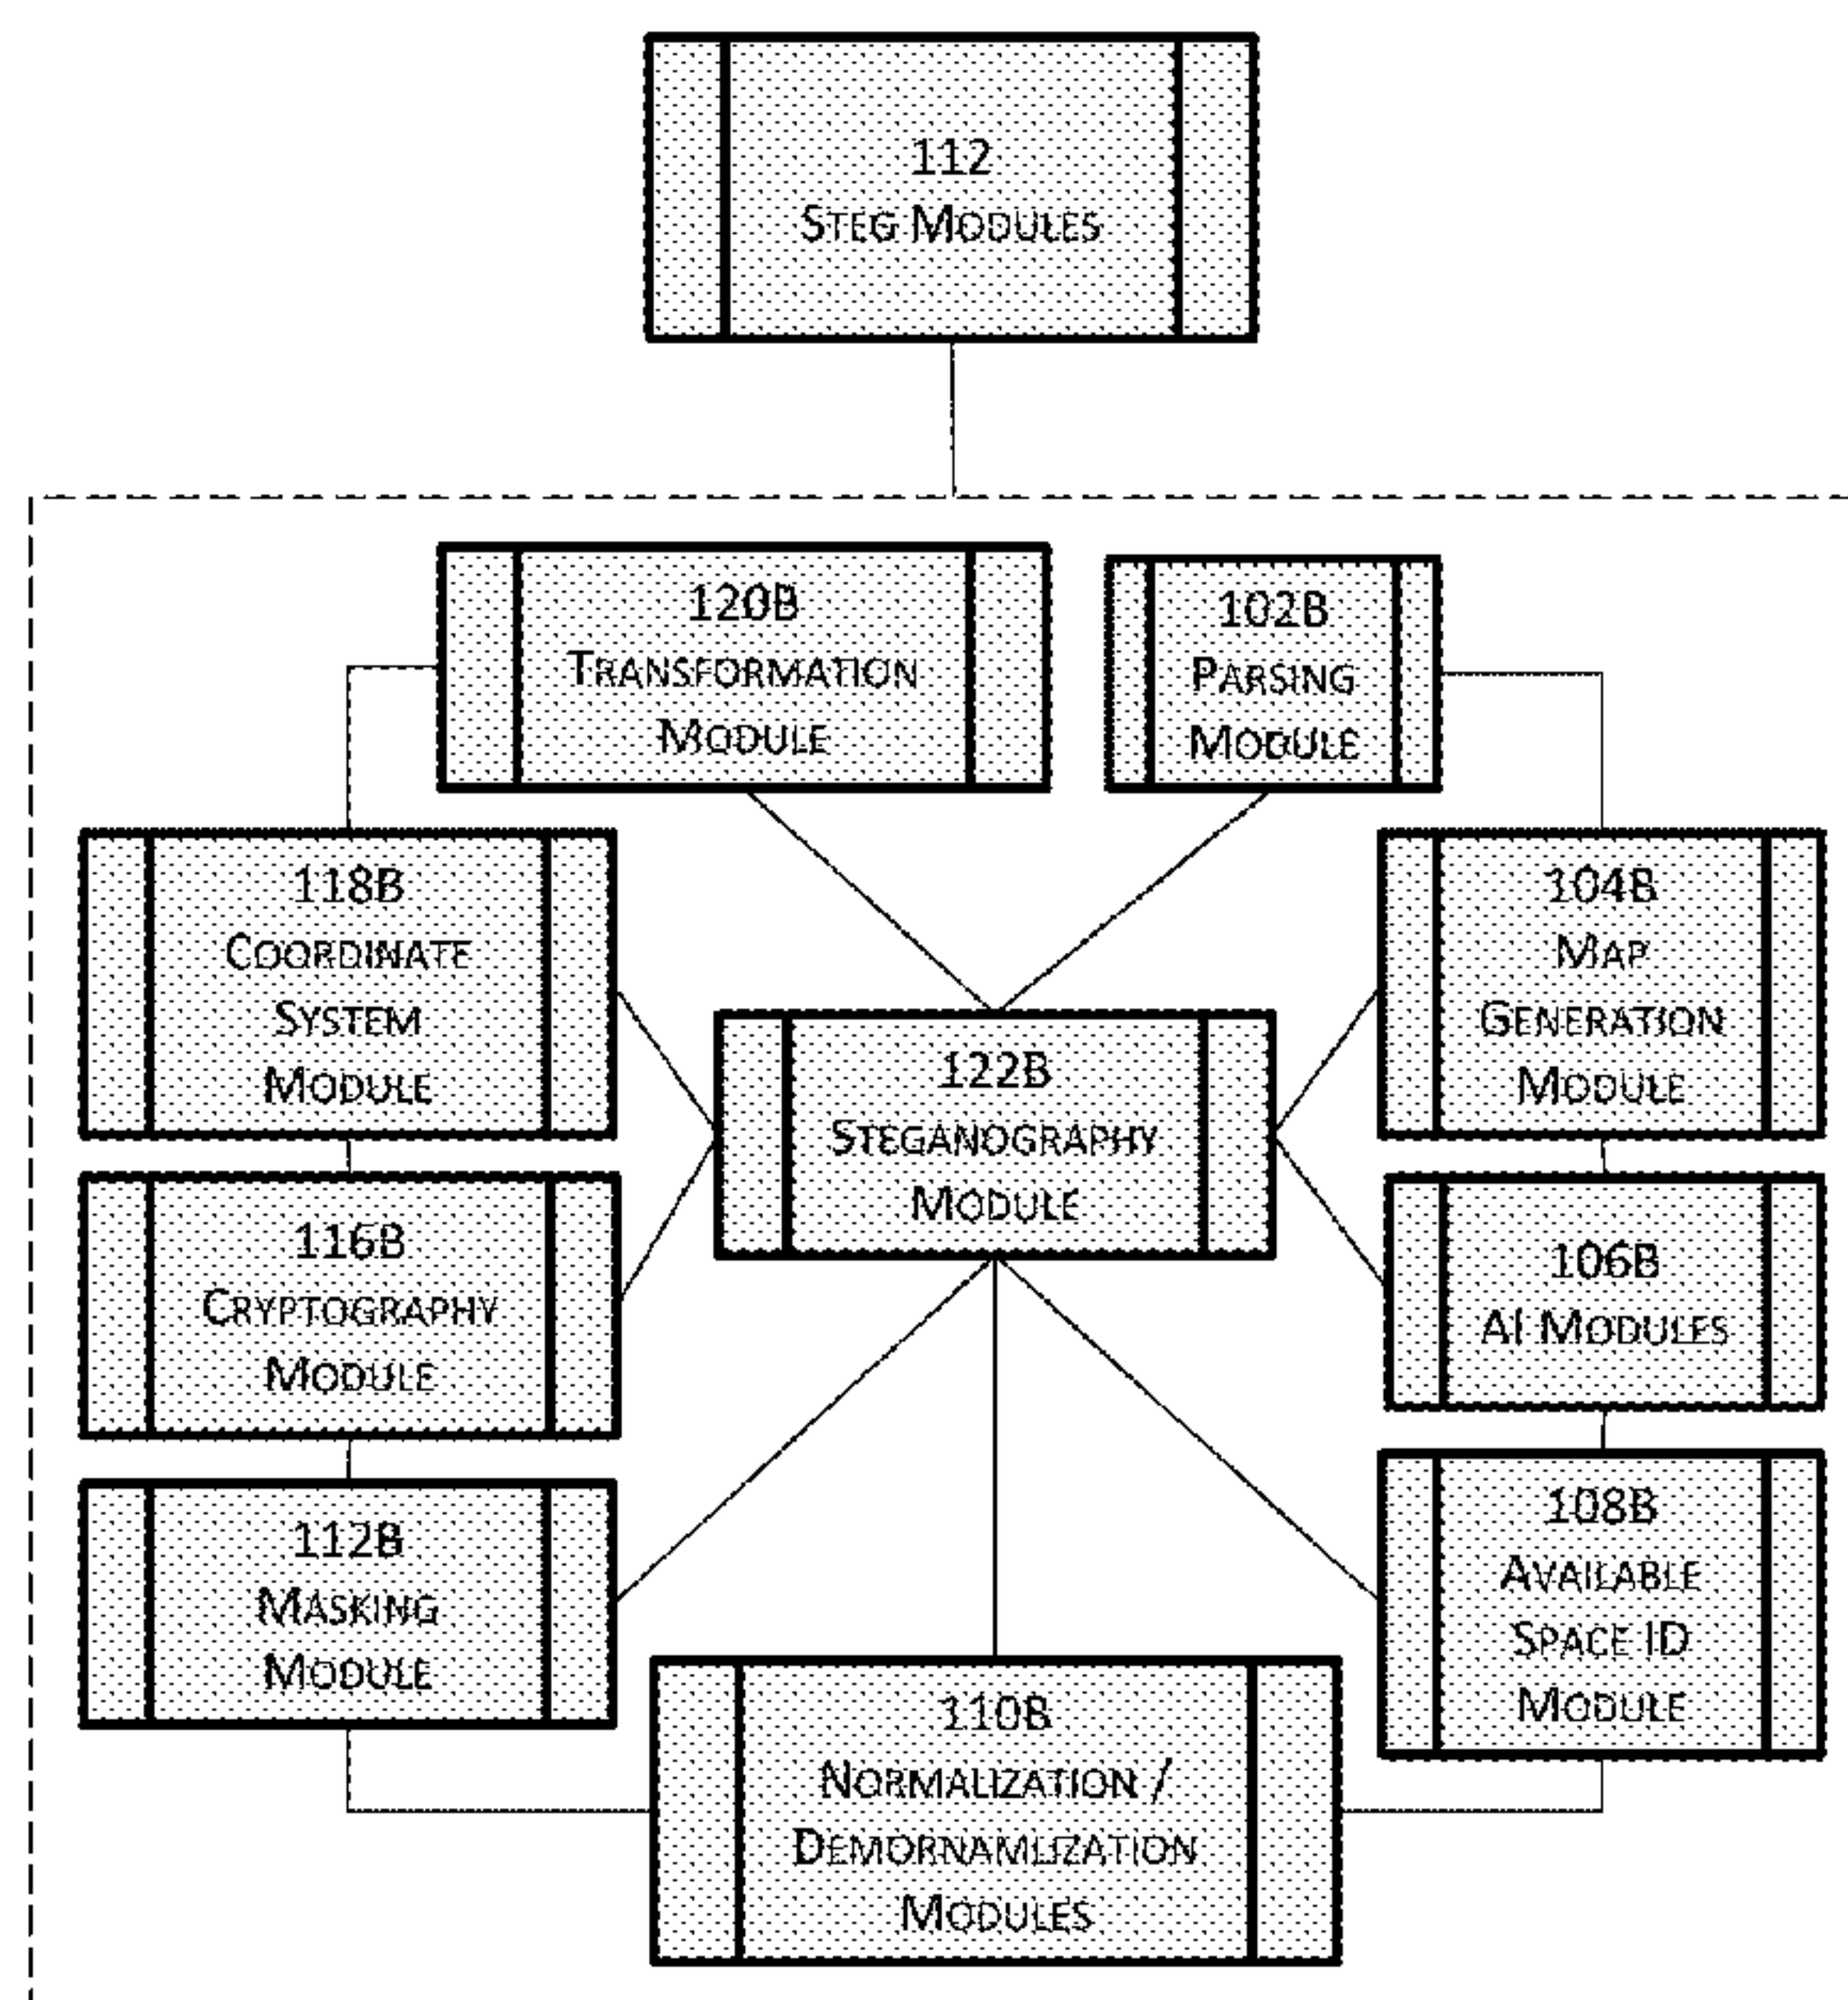 112
STEG MODULES
120B
TRANSFORMATION
MODULE
102B
PARSING
MODULE
118B
COORDINATE
SYSTEM
MODULE
104B
MAP
GENERATION
MODULE
122B
STEGANOGRAPHY
MODULE
116B
CRYPTOGRAPHY
MODULE
106B
AI MODULES
112B
MASKING
MODULE
108B
AVAILABLE
SPACE ID
MODULE
110B
NORMALIZATION /
DEMORNAMLIZATION
MODULES